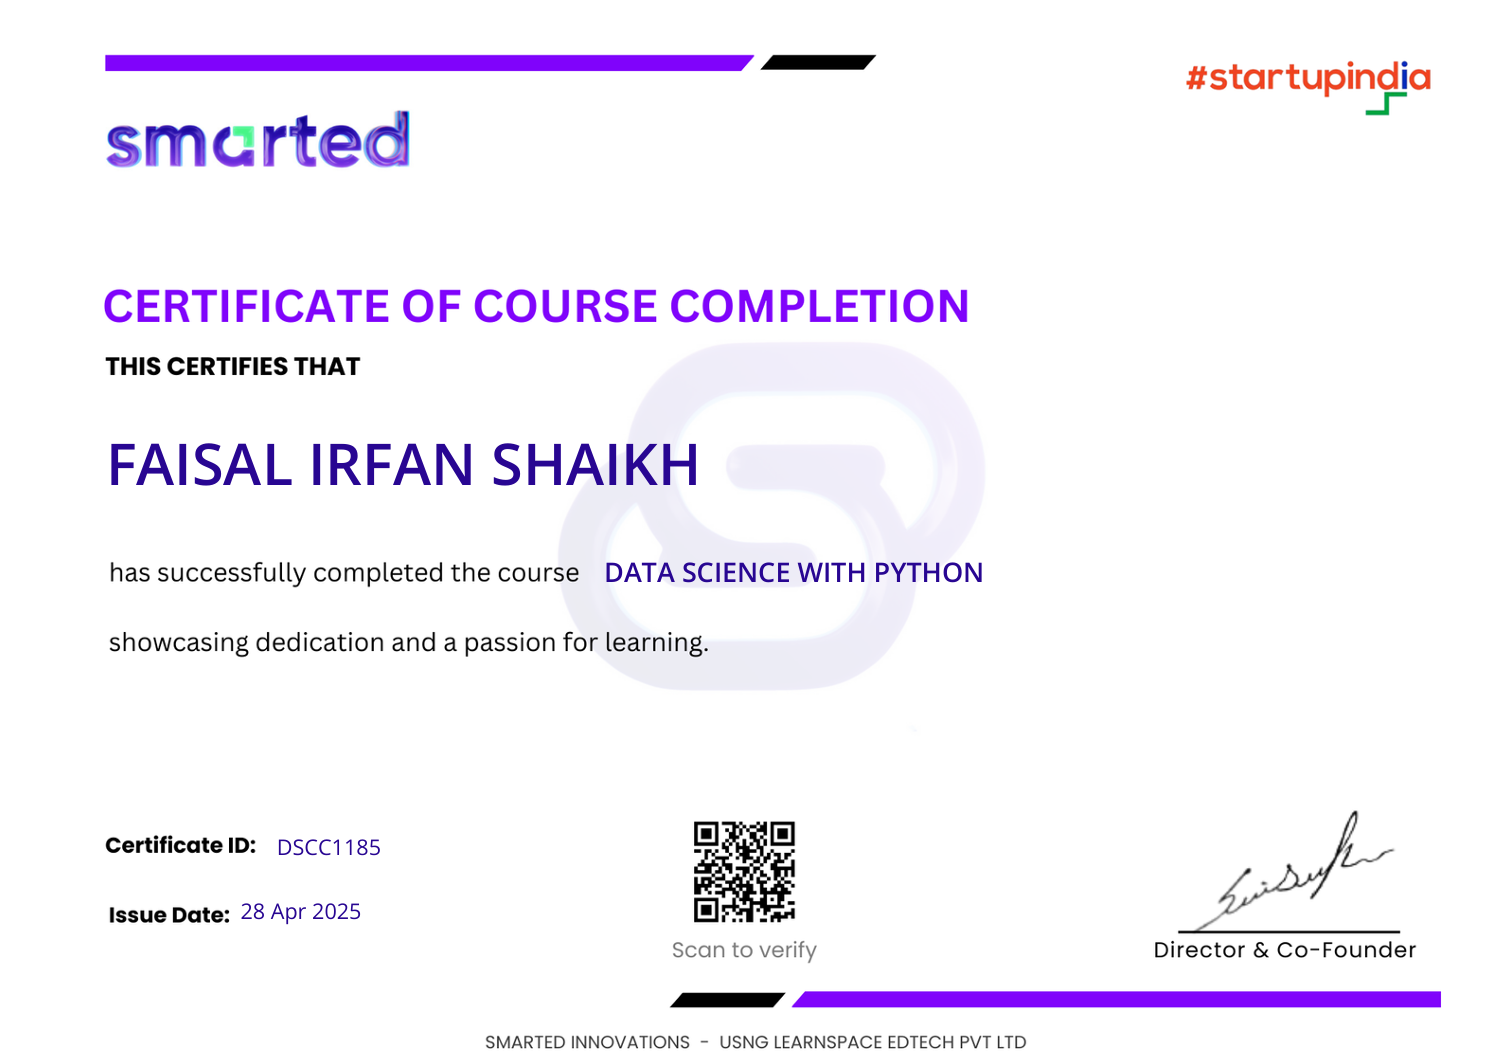 #startupindia
smarted
CERTIFICATE OF COURSE COMPLETION
THIS CERTIFIES THAT
FAISAL IRFAN SHAIKH
has successfully completed the course DATA SCIENCE WITH PYTHON
showcasing dedication and a passion for learning.
Certificate ID: DSCC1185
Issue Date: 28 Apr 2025
Scan to verify
Director & Co-Founder
SMARTED INNOVATIONS - USNG LEARNSPACE EDTECH PVT LTD